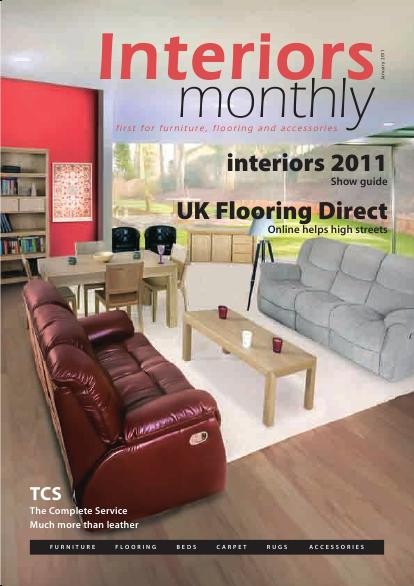 Interiors
monthly
January 2011
first for furniture, flooring and accessories
interiors 2011
Show guide
UK Flooring Direct
Online helps high streets
TCS
The Complete Service
Much more than leather
FURNITURE FLOORING BEDS CARPET RUGS ACCESSORIES